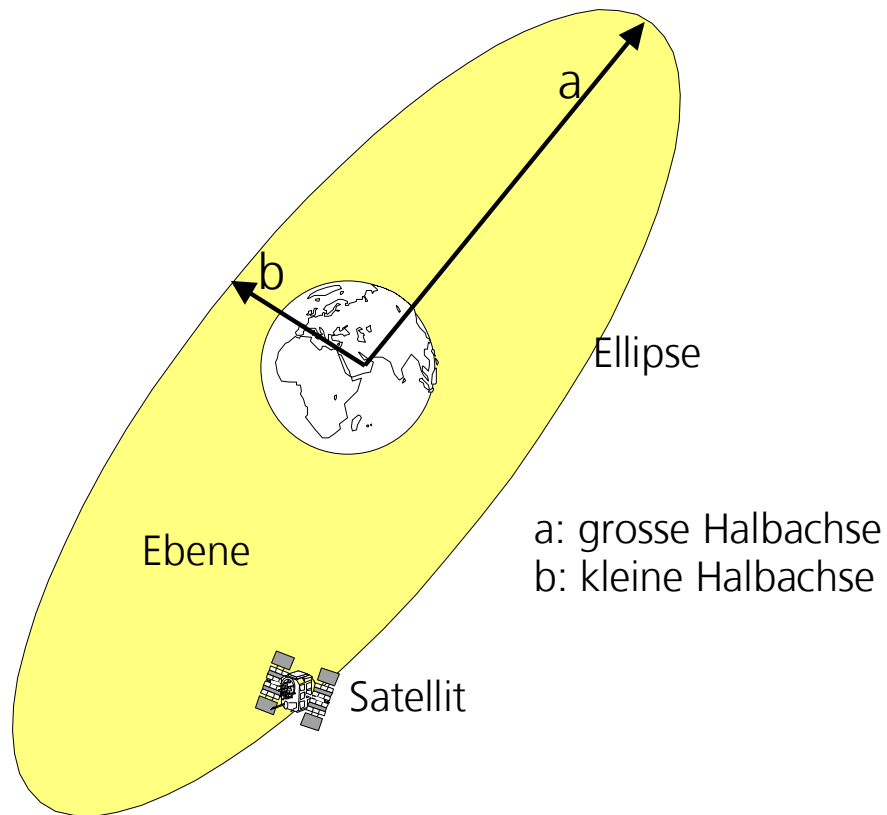 a
b
Ellipse
a: grosse Halbachse
Ebene
b: kleine Halbachse
Satellit